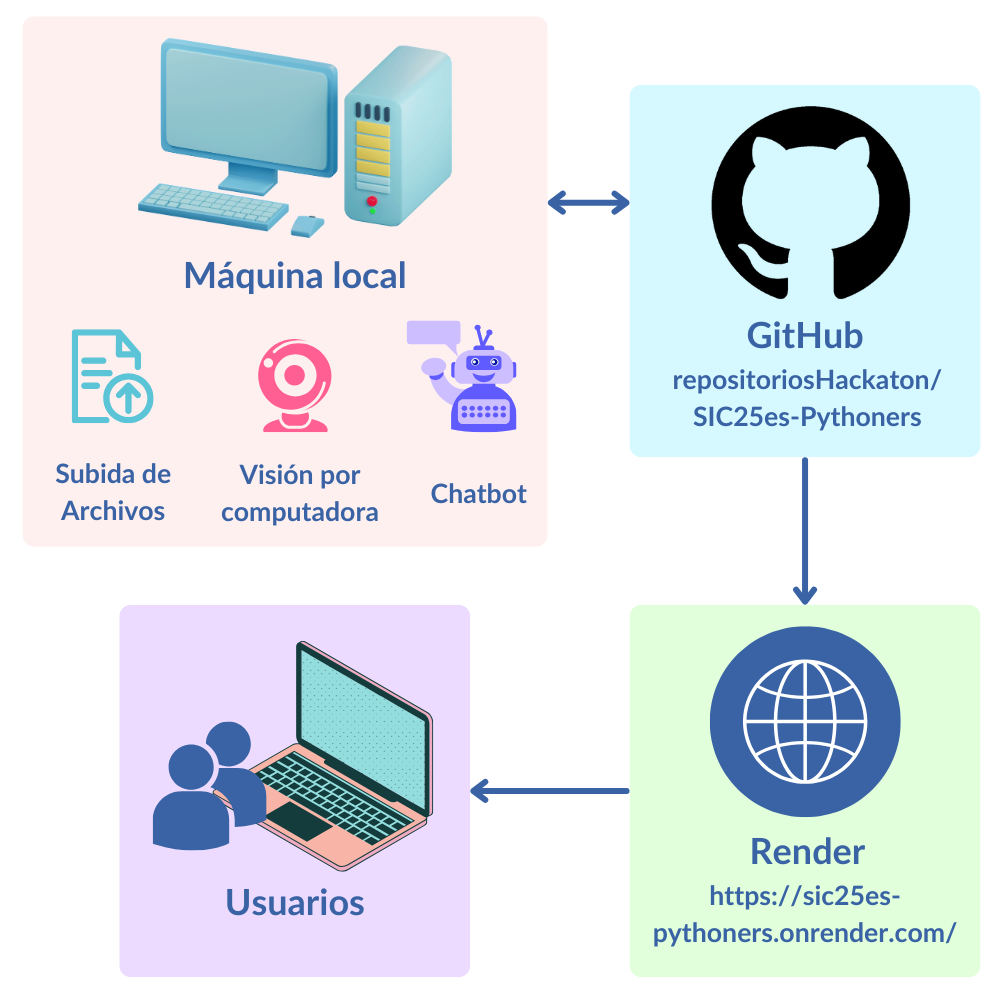 Máquina local
Subida de
Archivos
Visión por
computadora
Chatbot
GitHub
repositoriosHackaton/
SIC25es-Pythoners
Render
https://sic25es-
pythoners.onrender.com/
Usuarios